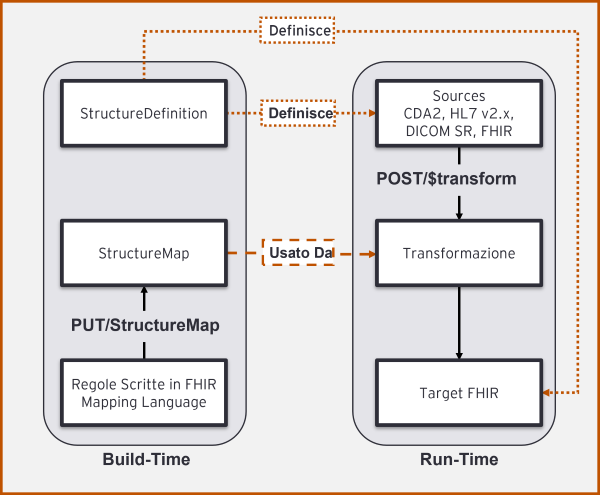 Definisce
StructureDefinition
Definisce
Sources
CDA2, HL7 v2.x,
DICOM SR, FHIR
POST/$transform
StructureMap
Usato Da
Transformazione
PUT/StructureMap
Regole Scritte in FHIR
Mapping Language
Target FHIR
Build-Time
Run-Time